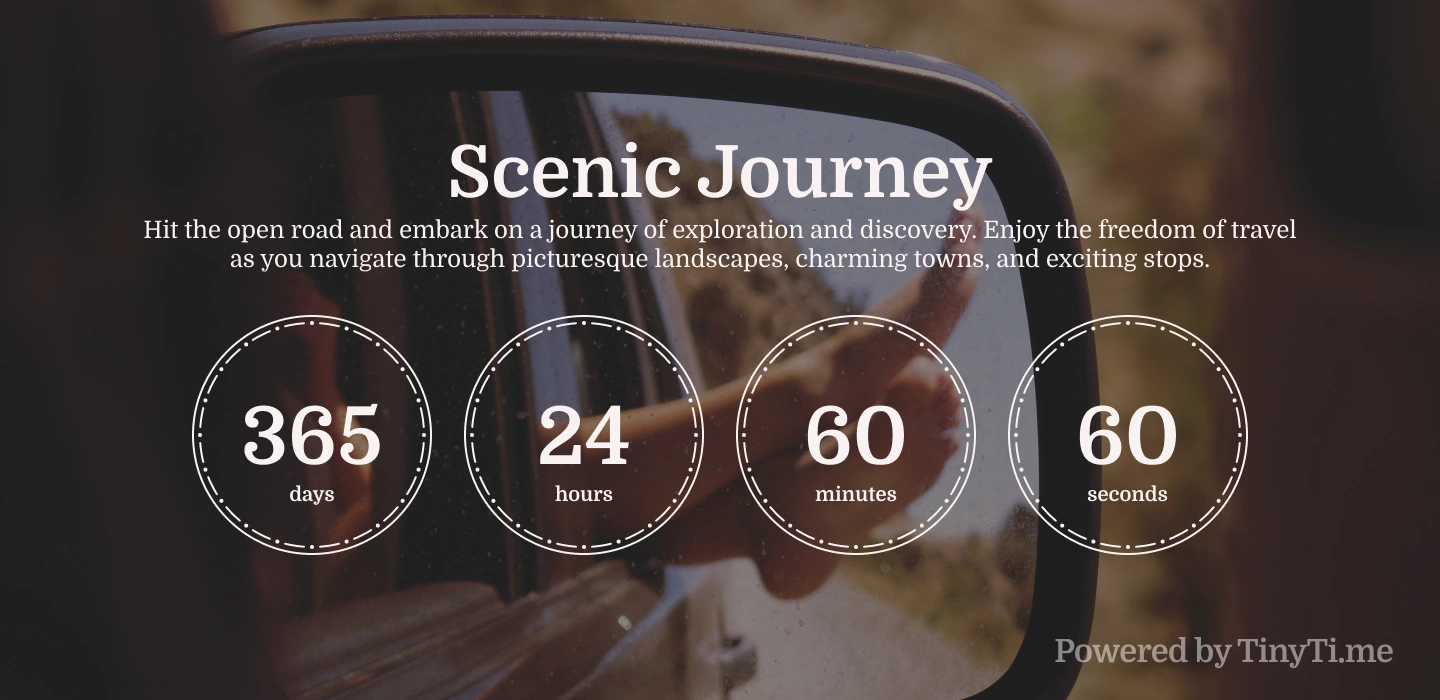 Scenic Journey
Hit the open road and embark on a journey of exploration and discovery. Enjoy the freedom of travel
as you navigate through picturesque landscapes, charming towns, and exciting stops.
365 24 60 60
days hours minutes seconds
Powered by TinyTi.me